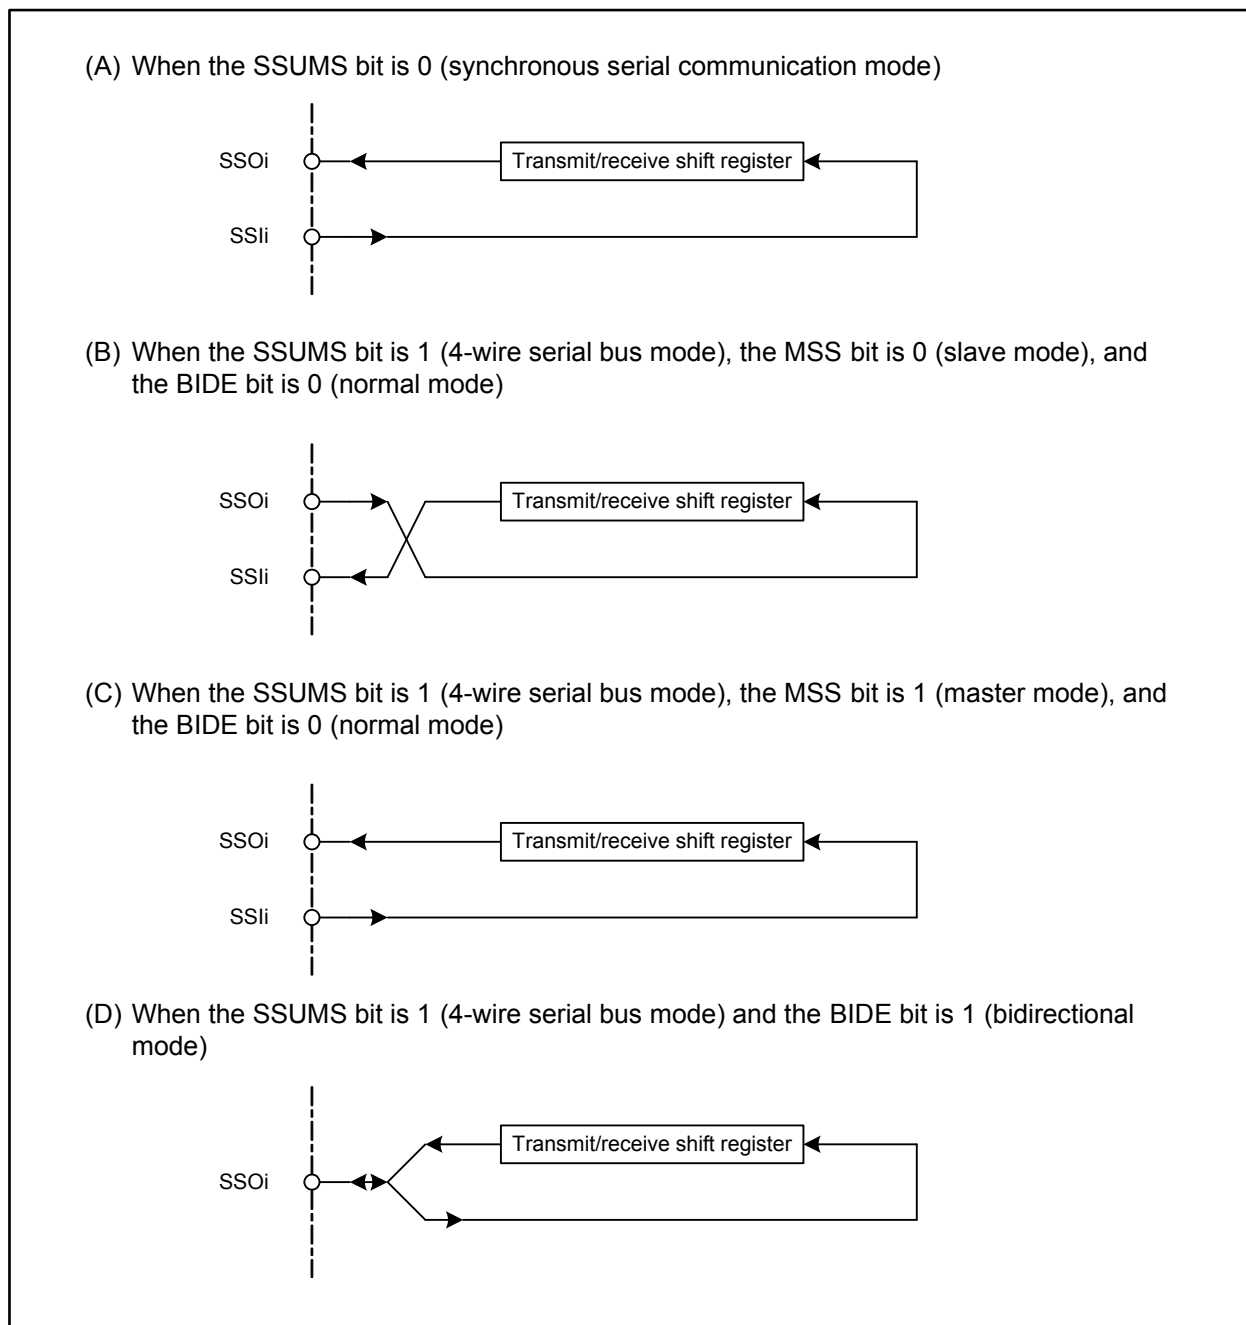 (A) When the SSUMS bit is 0 (synchronous serial communication mode)
SSOi
Transmit/receive shift register
SSIi
(B) When the SSUMS bit is 1 (4-wire serial bus mode), the MSS bit is 0 (slave mode), and
the BIDE bit is 0 (normal mode)
SSOi
Transmit/receive shift register
SSIi
(C) When the SSUMS bit is 1 (4-wire serial bus mode), the MSS bit is 1 (master mode), and
the BIDE bit is 0 (normal mode)
SSOi
Transmit/receive shift register
SSIi
(D) When the SSUMS bit is 1 (4-wire serial bus mode) and the BIDE bit is 1 (bidirectional
mode)
Transmit/receive shift register
SSOi